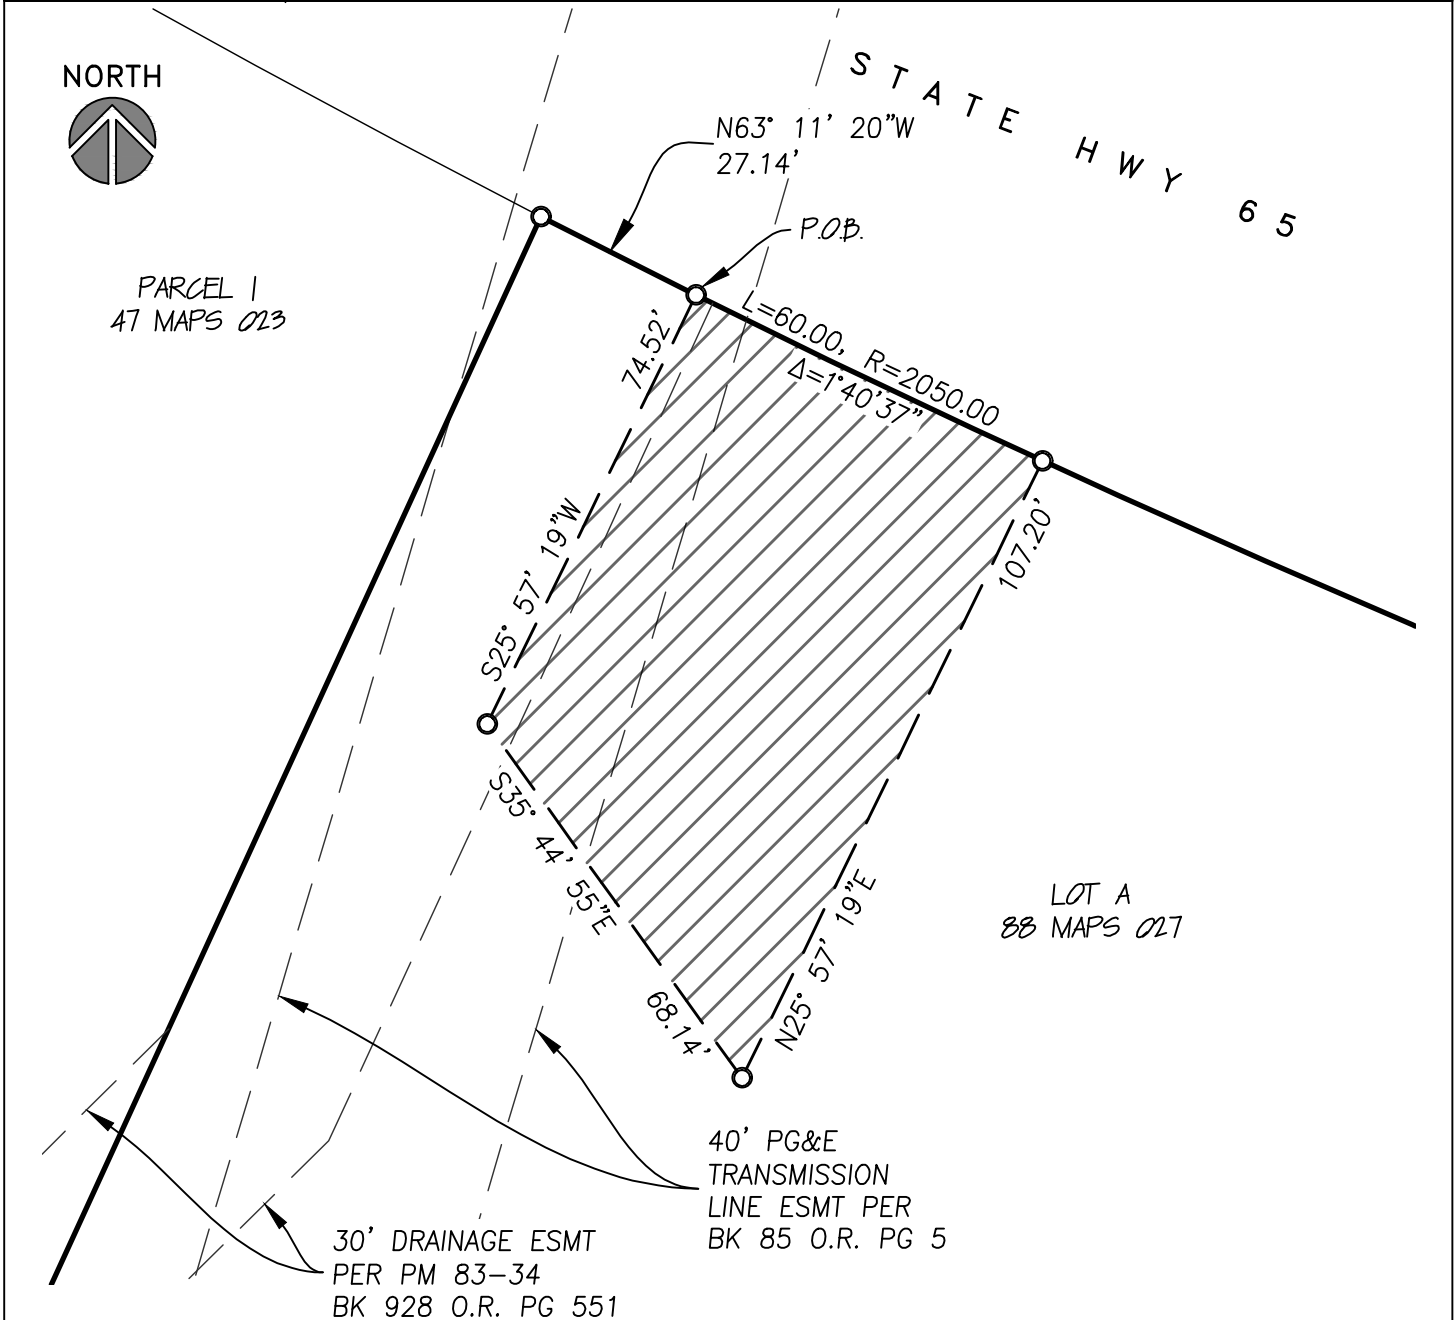 NORTH
STATE HWY 65
N63° 11' 20"W
27.14'
P.O.B.
PARCEL 1
47 MAPS 023
L=60.00, R=2050.00
Δ=1°40'37"
74.52'
S25° 57' 19"W
107.20'
N25° 57' 19"E
S35° 44' 55"E
68.14'
LOT A
88 MAPS 027
40' PG&E
TRANSMISSION
LINE ESMT PER
BK 85 O.R. PG 5
30' DRAINAGE ESMT
PER PM 83-34
BK 928 O.R. PG 551